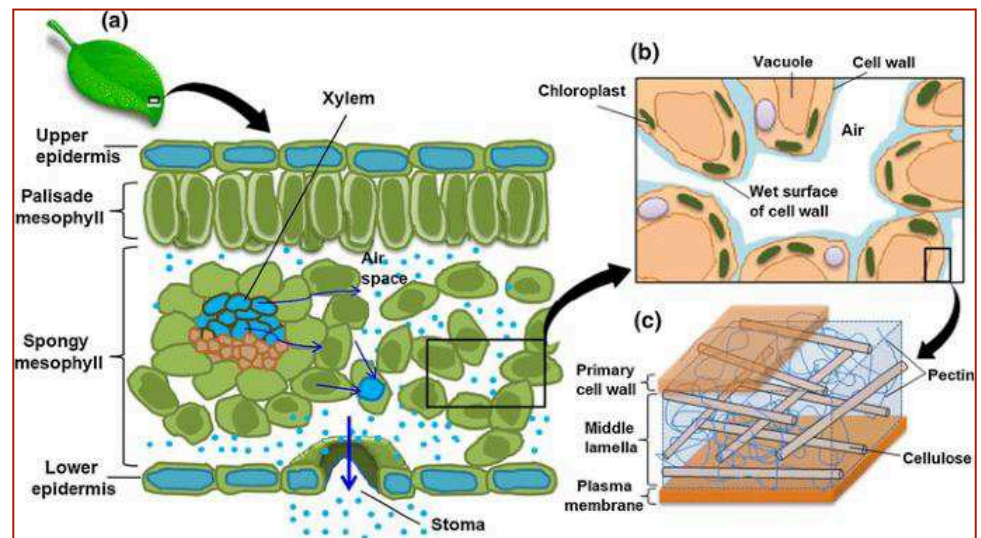 (a)
Xylem
Upper
epidermis
Palisade
mesophyll
Air
space
Spongy
mesophyll
Lower
epidermis
Stoma
(b)
Vacuole
Cell wall
Chloroplast
Air
Wet surface
of cell wall
(c)
Primary
cell wall
Pectin
Middle
lamella
Cellulose
Plasma
membrane